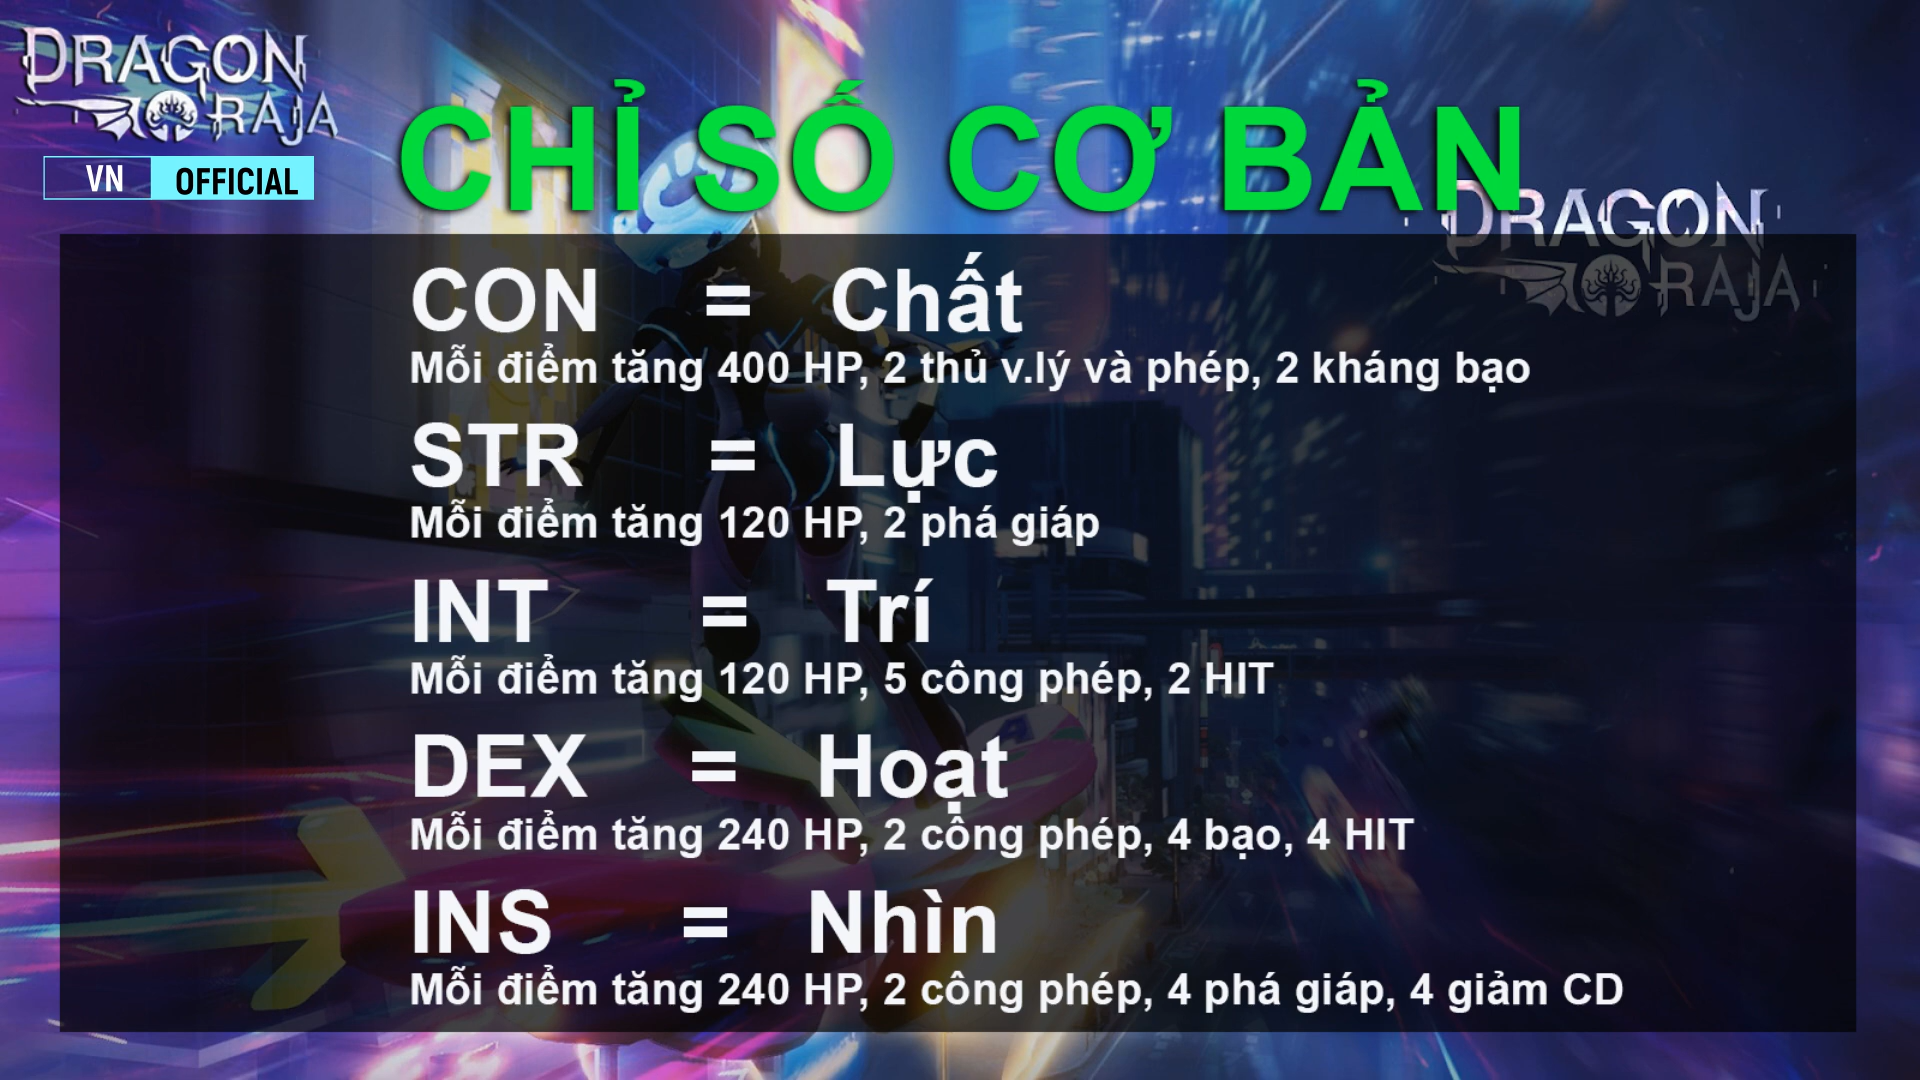 DRAGON
RAJA
VN OFFICIAL
CHỈ SỐ CƠ BẢN
DRAGON
RAJA
CON = Chất
Mỗi điểm tăng 400 HP, 2 thủ v.lý và phép, 2 kháng bạo
STR = Lực
Mỗi điểm tăng 120 HP, 2 phá giáp
INT = Trí
Mỗi điểm tăng 120 HP, 5 công phép, 2 HIT
DEX = Hoạt
Mỗi điểm tăng 240 HP, 2 công phép, 4 bạo, 4 HIT
INS = Nhìn
Mỗi điểm tăng 240 HP, 2 công phép, 4 phá giáp, 4 giảm CD